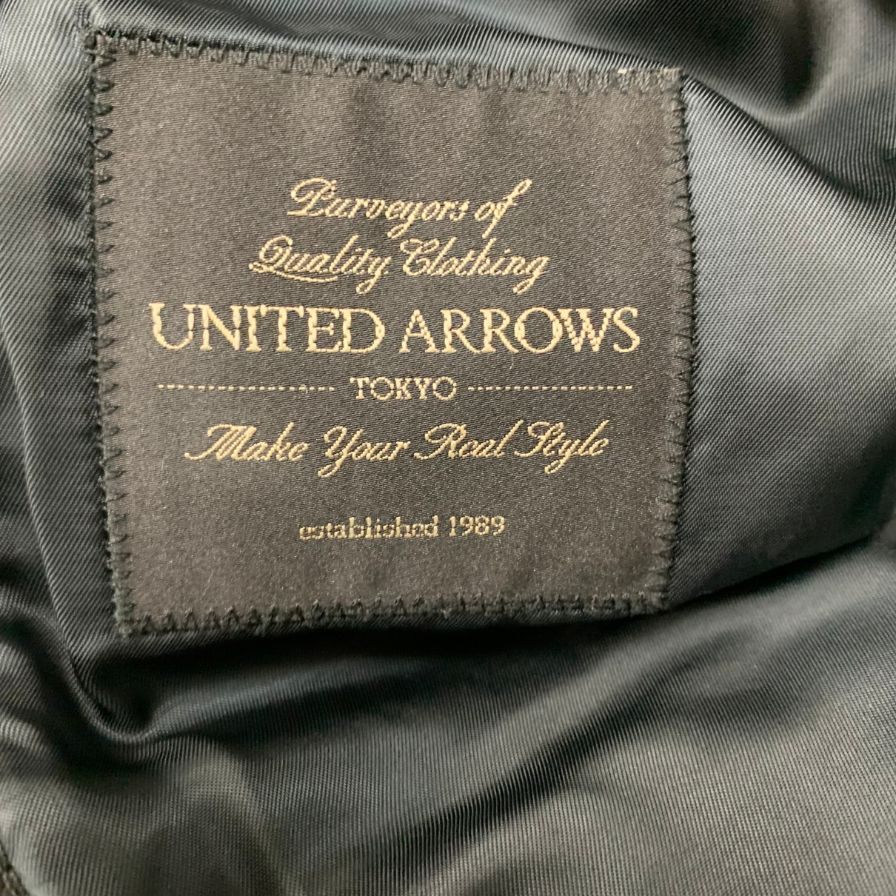 Purveyors of
Quality Clothing
UNITED ARROWS
TOKYO
Make Your Real Style
established 1989